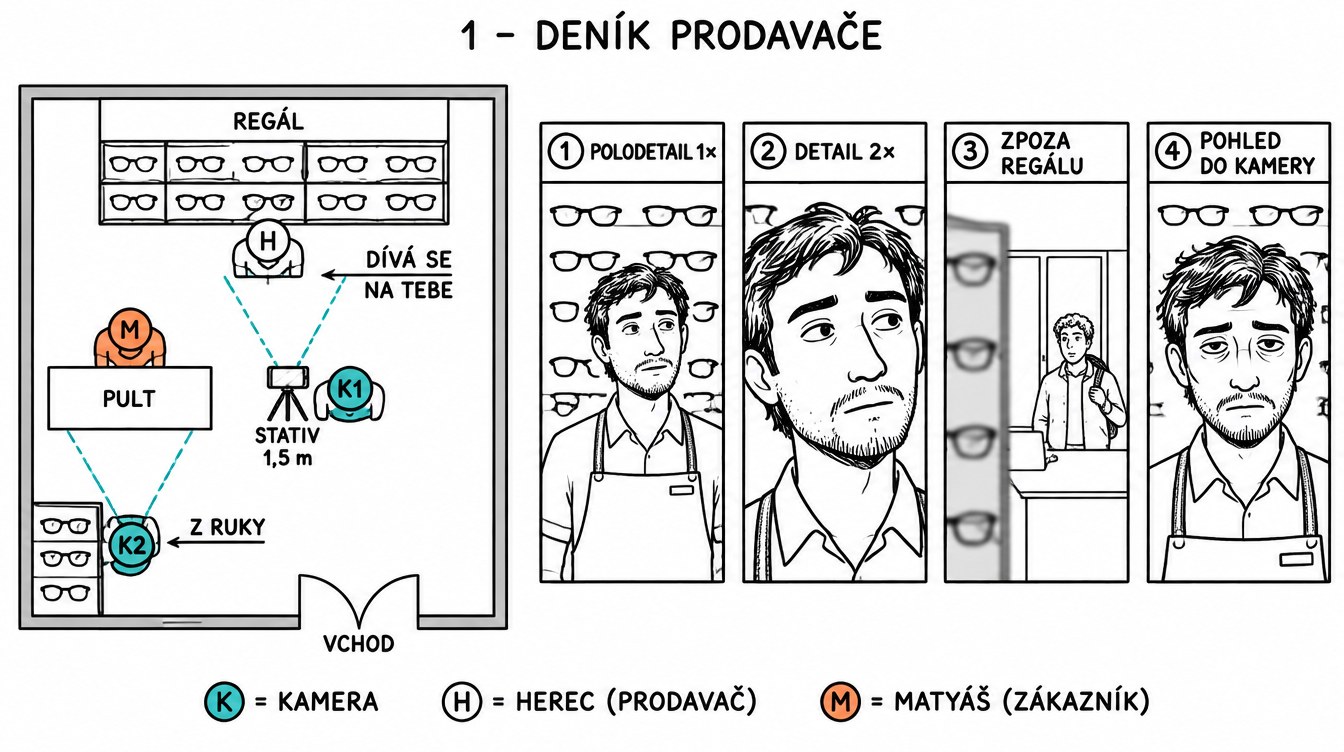 1 – DENÍK PRODAVAČE
REGÁL
H
DÍVÁ SE
NA TEBE
M
PULT
K1
STATIV
1,5 m
Z RUKY
K2
VCHOD
1 POLODETAIL 1×
2 DETAIL 2×
3 ZPOZA
REGÁLU
4 POHLED
DO KAMERY
K = KAMERA
H = HEREC (PRODAVAČ)
M = MATYÁŠ (ZÁKAZNÍK)